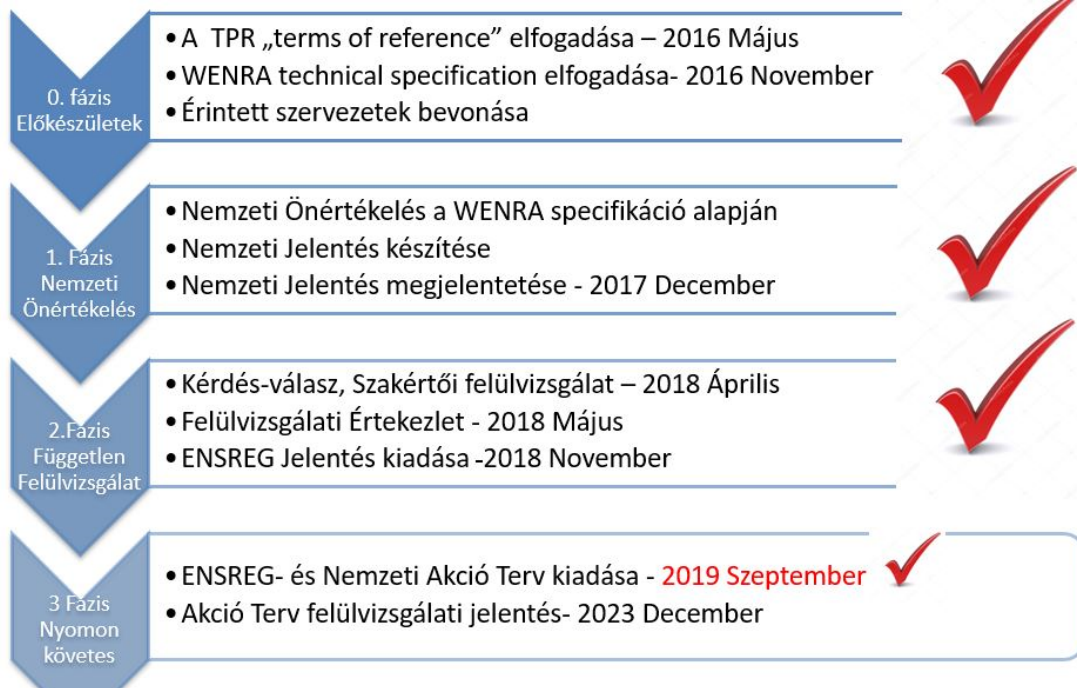 0. fázis
Előkészületek
• A TPR „terms of reference” elfogadása – 2016 Május
• WENRA technical specification elfogadása- 2016 November
• Érintett szervezetek bevonása
1. Fázis
Nemzeti
Önértékelés
• Nemzeti Önértékelés a WENRA specifikáció alapján
• Nemzeti Jelentés készítése
• Nemzeti Jelentés megjelentetése - 2017 December
2.Fázis
Független
Felülvizsgálat
• Kérdés-válasz, Szakértői felülvizsgálat – 2018 Április
• Felülvizsgálati Értekezlet - 2018 Május
• ENSREG Jelentés kiadása -2018 November
3 Fázis
Nyomon
követes
• ENSREG- és Nemzeti Akció Terv kiadása - 2019 Szeptember
• Akció Terv felülvizsgálati jelentés- 2023 December